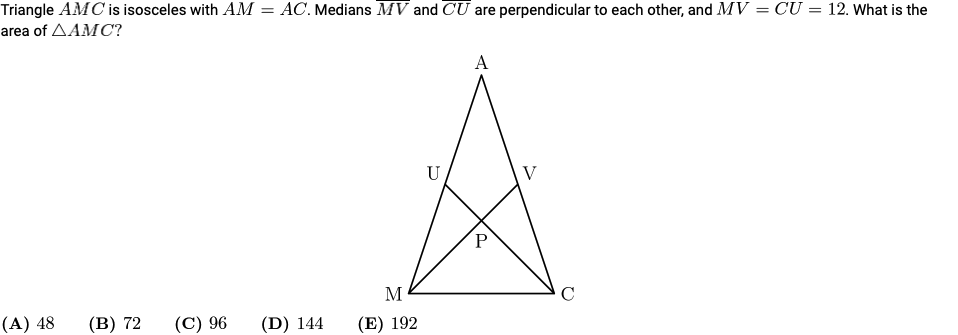 Triangle AMC is isosceles with AM = AC. Medians MV and CU are perpendicular to each other, and MV = CU = 12. What is the
area of △AMC?
A
U
V
P
M
C
(A) 48 (B) 72 (C) 96 (D) 144 (E) 192